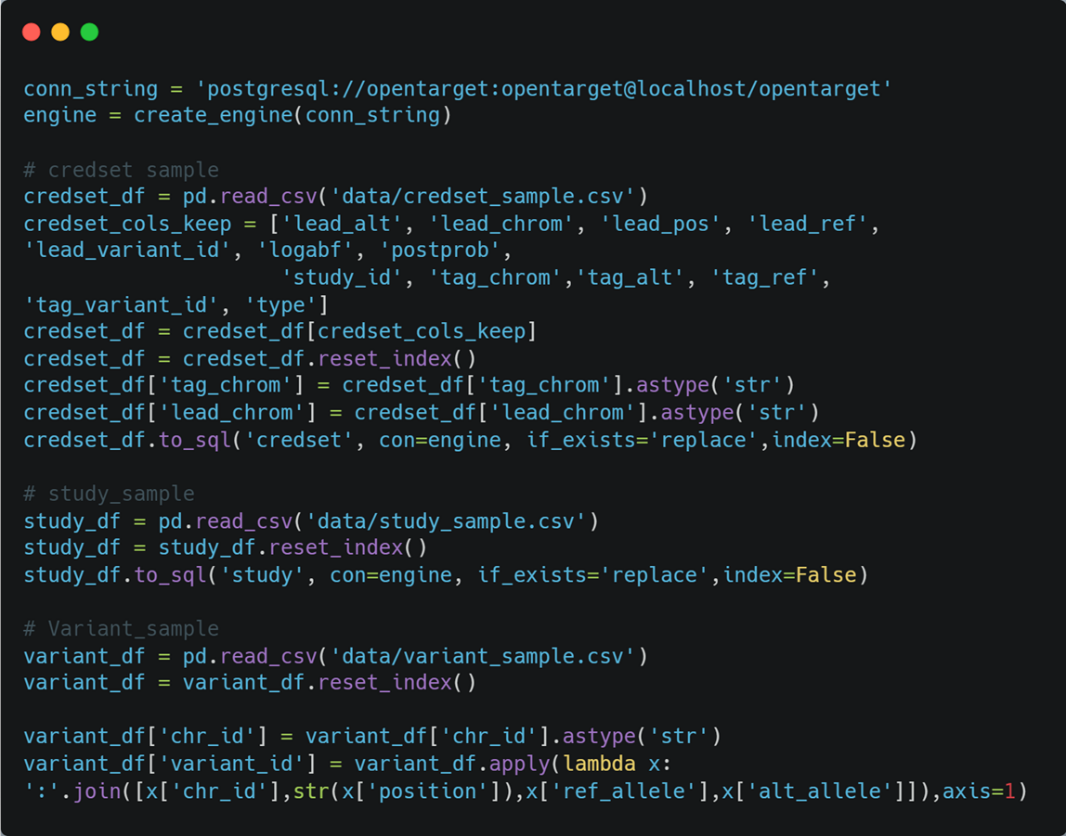 conn_string = 'postgresql://opentarget:opentarget@localhost/opentarget'
engine = create_engine(conn_string)
# credset sample
credset_df = pd.read_csv('data/credset_sample.csv')
credset_cols_keep = ['lead_alt', 'lead_chrom', 'lead_pos', 'lead_ref',
'lead_variant_id', 'logabf', 'postprob',
'study_id', 'tag_chrom','tag_alt', 'tag_ref',
'tag_variant_id', 'type']
credset_df = credset_df[credset_cols_keep]
credset_df = credset_df.reset_index()
credset_df['tag_chrom'] = credset_df['tag_chrom'].astype('str')
credset_df['lead_chrom'] = credset_df['lead_chrom'].astype('str')
credset_df.to_sql('credset', con=engine, if_exists='replace',index=False)
# study_sample
study_df = pd.read_csv('data/study_sample.csv')
study_df = study_df.reset_index()
study_df.to_sql('study', con=engine, if_exists='replace',index=False)
# Variant_sample
variant_df = pd.read_csv('data/variant_sample.csv')
variant_df = variant_df.reset_index()
variant_df['chr_id'] = variant_df['chr_id'].astype('str')
variant_df['variant_id'] = variant_df.apply(lambda x:
':'.join([x['chr_id'],str(x['position']),x['ref_allele'],x['alt_allele']]),axis=1)